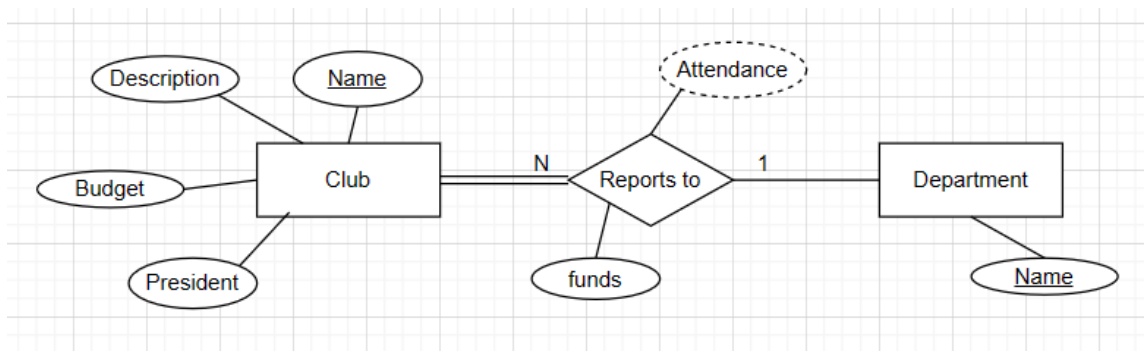 Attendance
Description
Name
N
1
Club
Reports to
Department
Budget
President
funds
Name